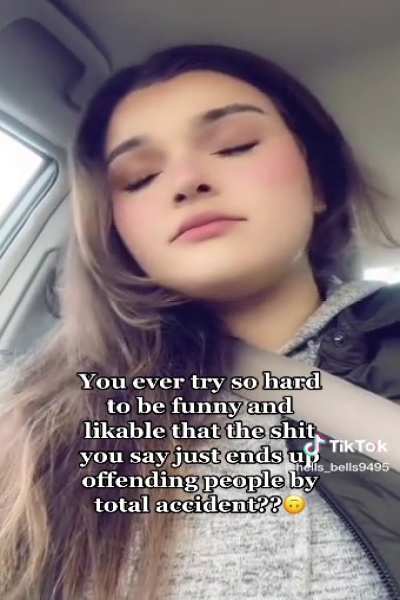 You ever try so hard
to be funny and
likable that the shit
you say just ends up
offending people by
total accident??🙃
TikTok
@hells_bells9495